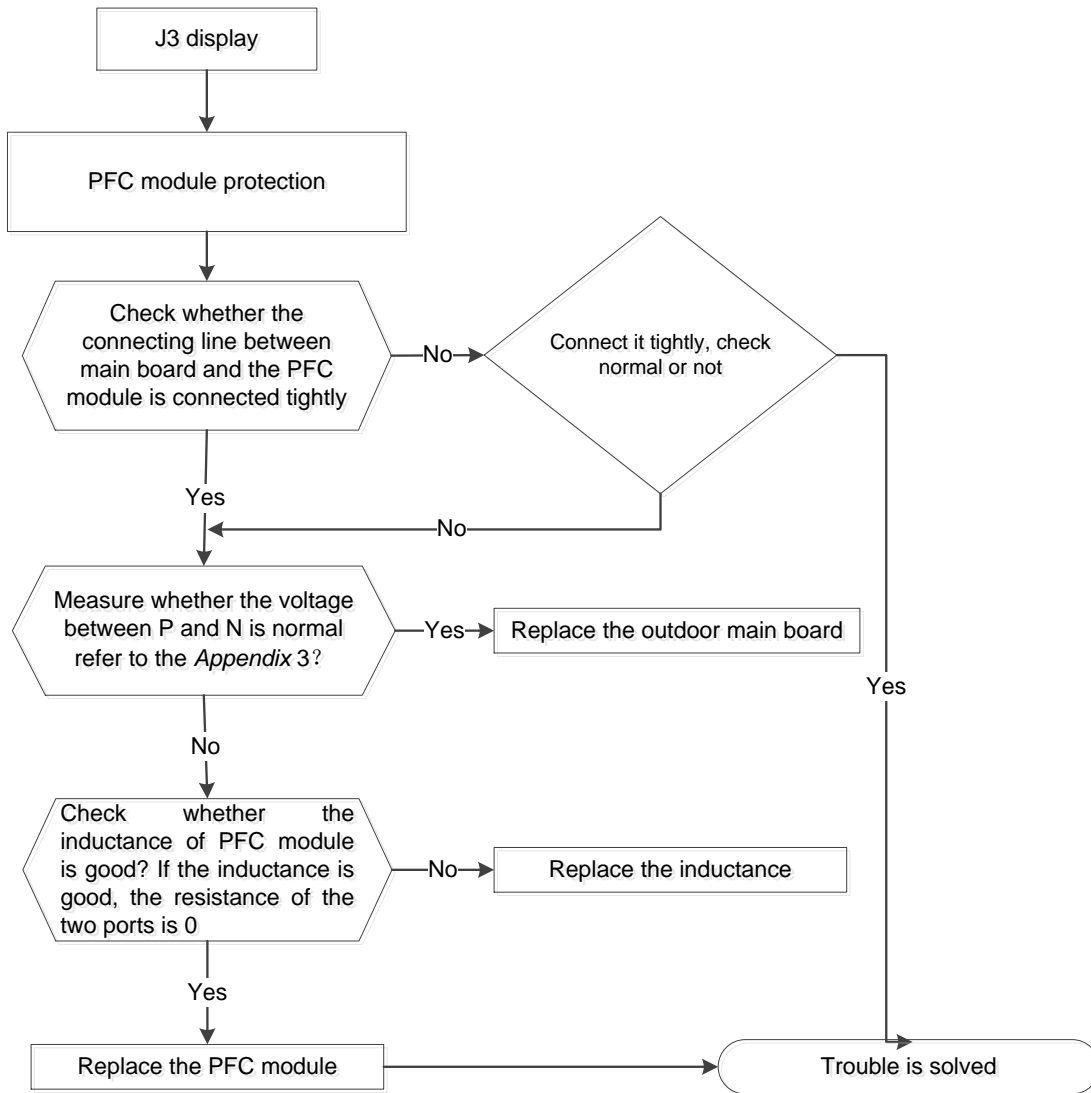 J3 display
PFC module protection
Check whether the
connecting line between
main board and the PFC
module is connected tightly
No
Connect it tightly, check
normal or not
Yes
No
Measure whether the voltage
between P and N is normal
refer to the Appendix 3？
Yes
Replace the outdoor main board
Yes
No
Check whether the
inductance of PFC module
is good? If the inductance is
good, the resistance of the
two ports is 0
No
Replace the inductance
Yes
Replace the PFC module
Trouble is solved